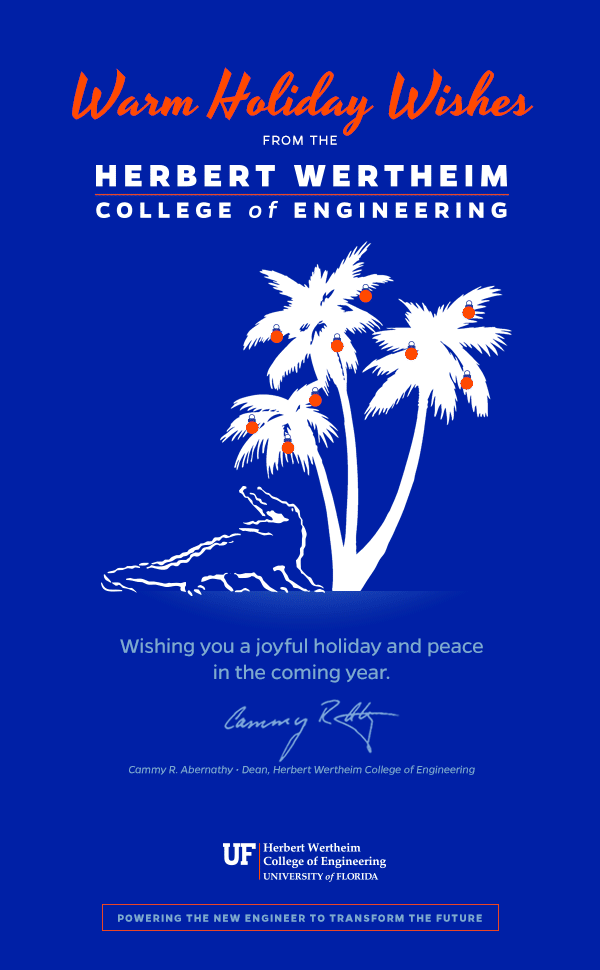 Warm Holiday Wishes
FROM THE
HERBERT WERTHEIM
COLLEGE of ENGINEERING
Wishing you a joyful holiday and peace
in the coming year.
Cammy R. Abernathy • Dean, Herbert Wertheim College of Engineering
UF Herbert Wertheim
College of Engineering
UNIVERSITY of FLORIDA
POWERING THE NEW ENGINEER TO TRANSFORM THE FUTURE